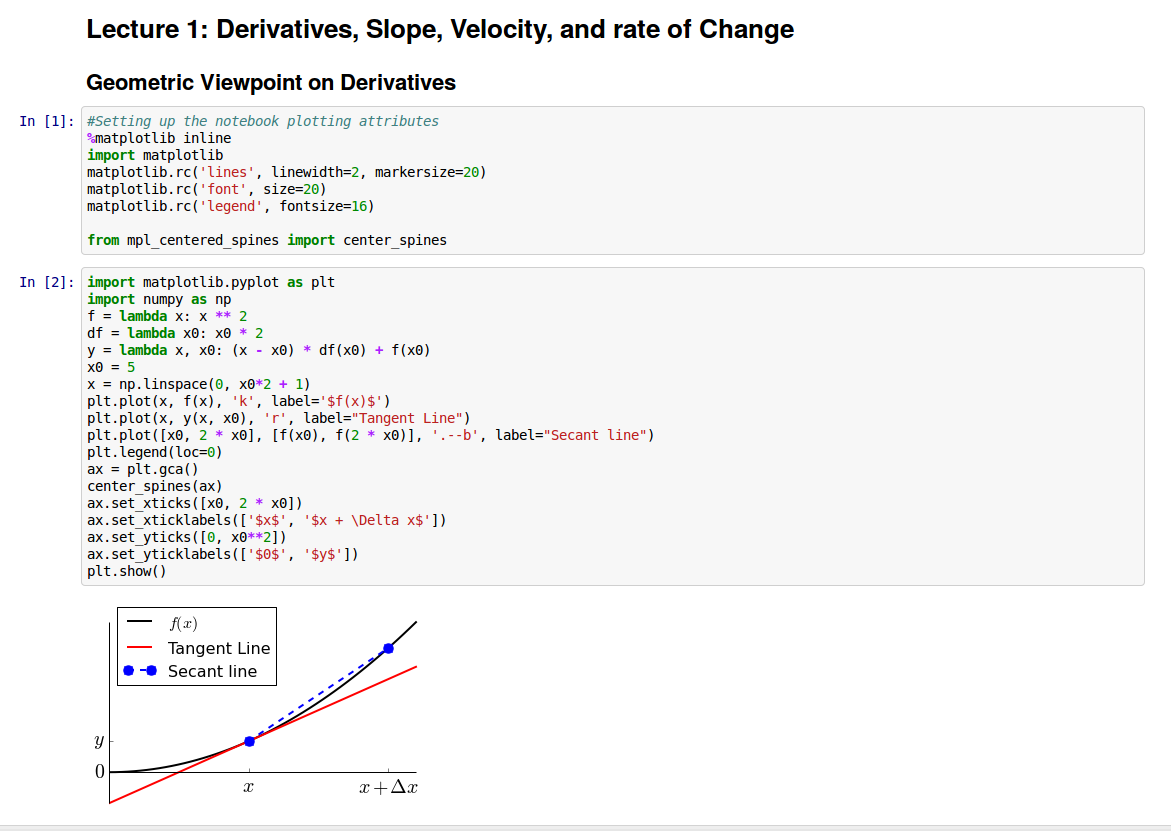 Lecture 1: Derivatives, Slope, Velocity, and rate of Change
Geometric Viewpoint on Derivatives
In [1]:
#Setting up the notebook plotting attributes
%matplotlib inline
import matplotlib
matplotlib.rc('lines', linewidth=2, markersize=20)
matplotlib.rc('font', size=20)
matplotlib.rc('legend', fontsize=16)
from mpl_centered_spines import center_spines
In [2]:
import matplotlib.pyplot as plt
import numpy as np
f = lambda x: x ** 2
df = lambda x0: x0 * 2
y = lambda x, x0: (x - x0) * df(x0) + f(x0)
x0 = 5
x = np.linspace(0, x0*2 + 1)
plt.plot(x, f(x), 'k', label='$f(x)$')
plt.plot(x, y(x, x0), 'r', label="Tangent Line")
plt.plot([x0, 2 * x0], [f(x0), f(2 * x0)], '.--b', label="Secant line")
plt.legend(loc=0)
ax = plt.gca()
center_spines(ax)
ax.set_xticks([x0, 2 * x0])
ax.set_xticklabels(['$x$', '$x + \Delta x$'])
ax.set_yticks([0, x0**2])
ax.set_yticklabels(['$0$', '$y$'])
plt.show()
f(x)
Tangent Line
Secant line
y
0
x
x + Δx